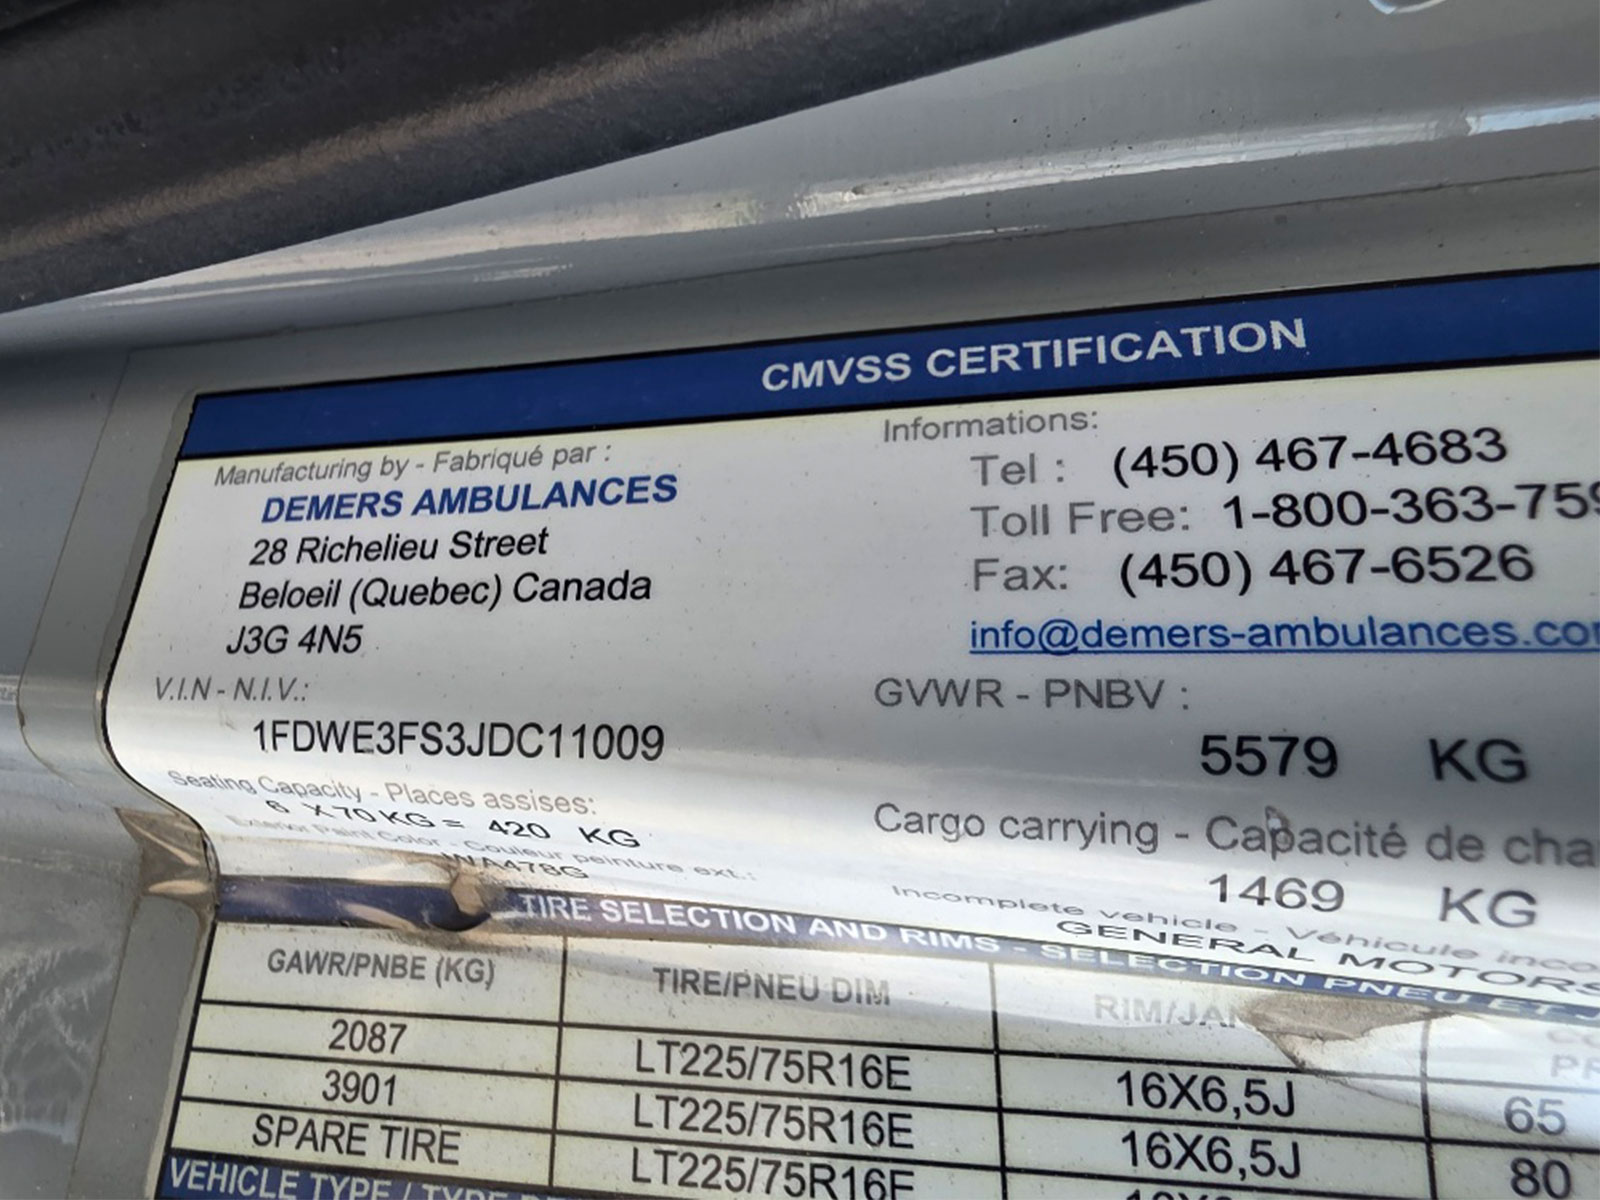 CMVSS CERTIFICATION
Manufacturing by - Fabriqué par :
DEMERS AMBULANCES
28 Richelieu Street
Beloeil (Quebec) Canada
J3G 4N5
Informations:
Tel : (450) 467-4683
Toll Free: 1-800-363-759
Fax: (450) 467-6526
info@demers-ambulances.co
V.I.N - N.I.V.:
1FDWE3FS3JDC11009
GVWR - PNBV :
5579 KG
Seating Capacity - Places assises:
6 X 70 KG = 420 KG
Exterior Paint Color - Couleur peinture ext.:
WA478G
Cargo carrying - Capacité de cha
1469 KG
Incomplete vehicle - Véhicule inco
GENERAL MOTORS
TIRE SELECTION AND RIMS - SELECTION PNEU ET J
GAWR/PNBE (KG) TIRE/PNEU DIM RIM/JAN
2087 LT225/75R16E 16X6,5J 65
3901 LT225/75R16E 16X6,5J 80
SPARE TIRE LT225/75R16E
VEHICLE TYPE / TYPE